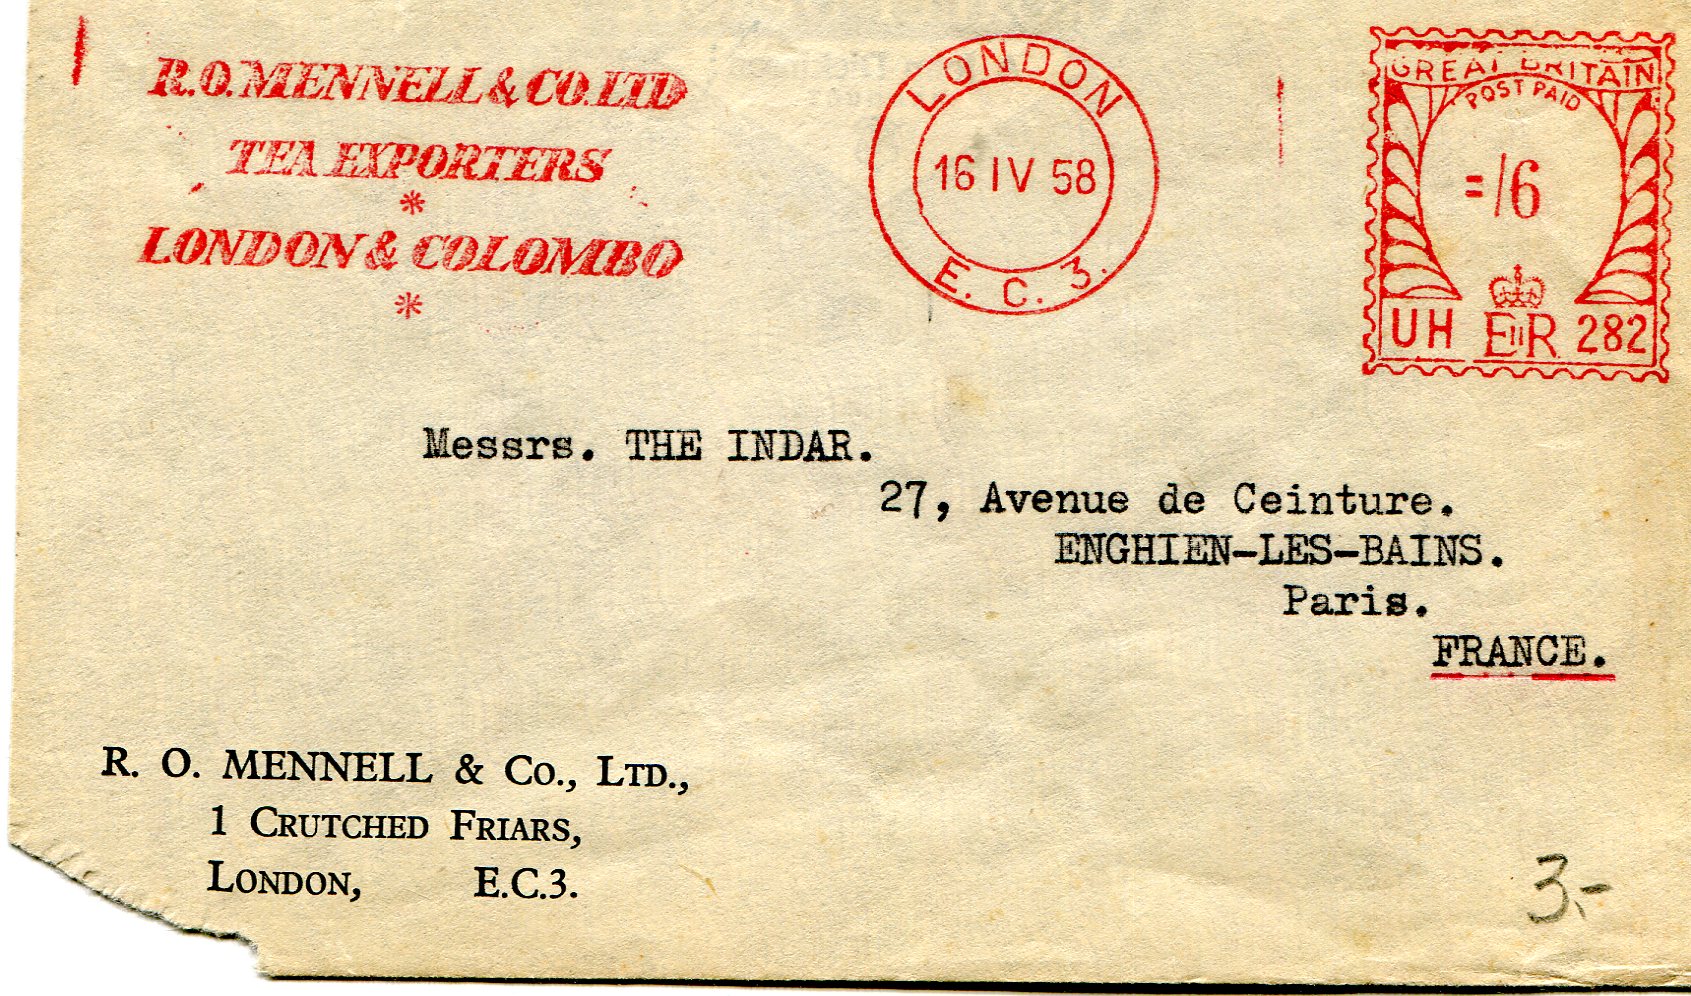 R.O. MENNELL & CO. LTD
TEA EXPORTERS
*
LONDON & COLOMBO
*
LONDON
16 IV 58
E. C. 3.
GREAT BRITAIN
POST PAID
=/6
UH EIIR 282
Messrs. THE INDAR.
27, Avenue de Ceinture.
ENGHIEN-LES-BAINS.
Paris.
FRANCE.
R. O. MENNELL & Co., LTD.,
1 CRUTCHED FRIARS,
LONDON, E.C.3.
3.-